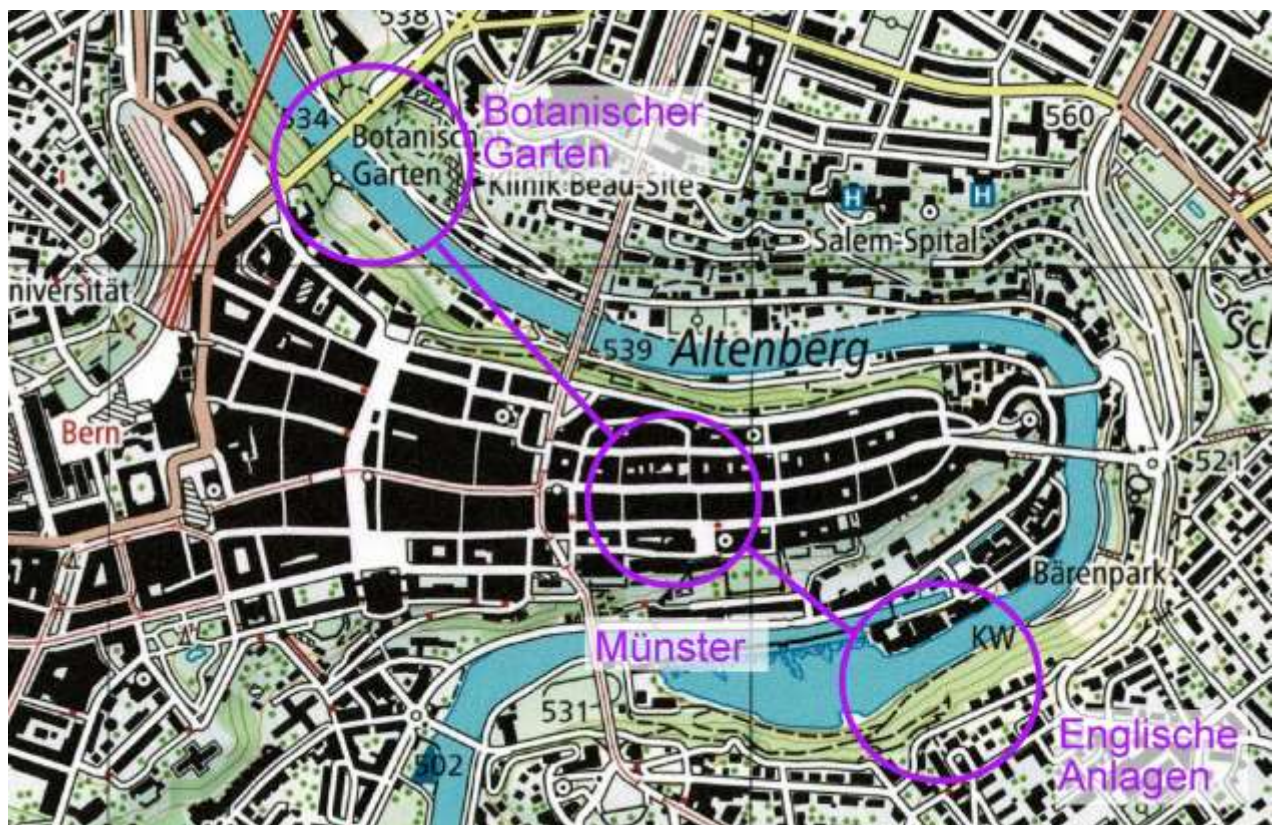 538
534
Botanisch
Garten
Botanischer
Garten
Klinik Beau-Site
560
H
H
Salem-Spital
niversität
539
Altenberg
Sc
Bern
521
Bärenpark
KW
Münster
531
502
Englische
Anlagen